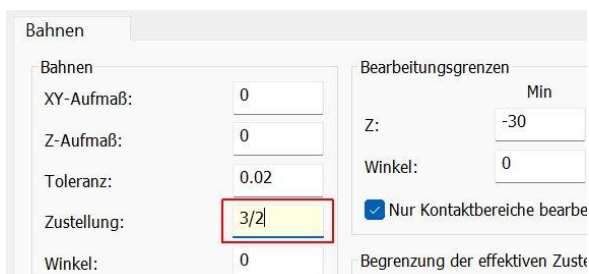 Bahnen
Bahnen
XY-Aufmaß: 0
Z-Aufmaß: 0
Toleranz: 0.02
Zustellung: 3/2
Winkel: 0
Bearbeitungsgrenzen
Min
Z: -30
Winkel: 0
Nur Kontaktbereiche bearbe
Begrenzung der effektiven Zuste